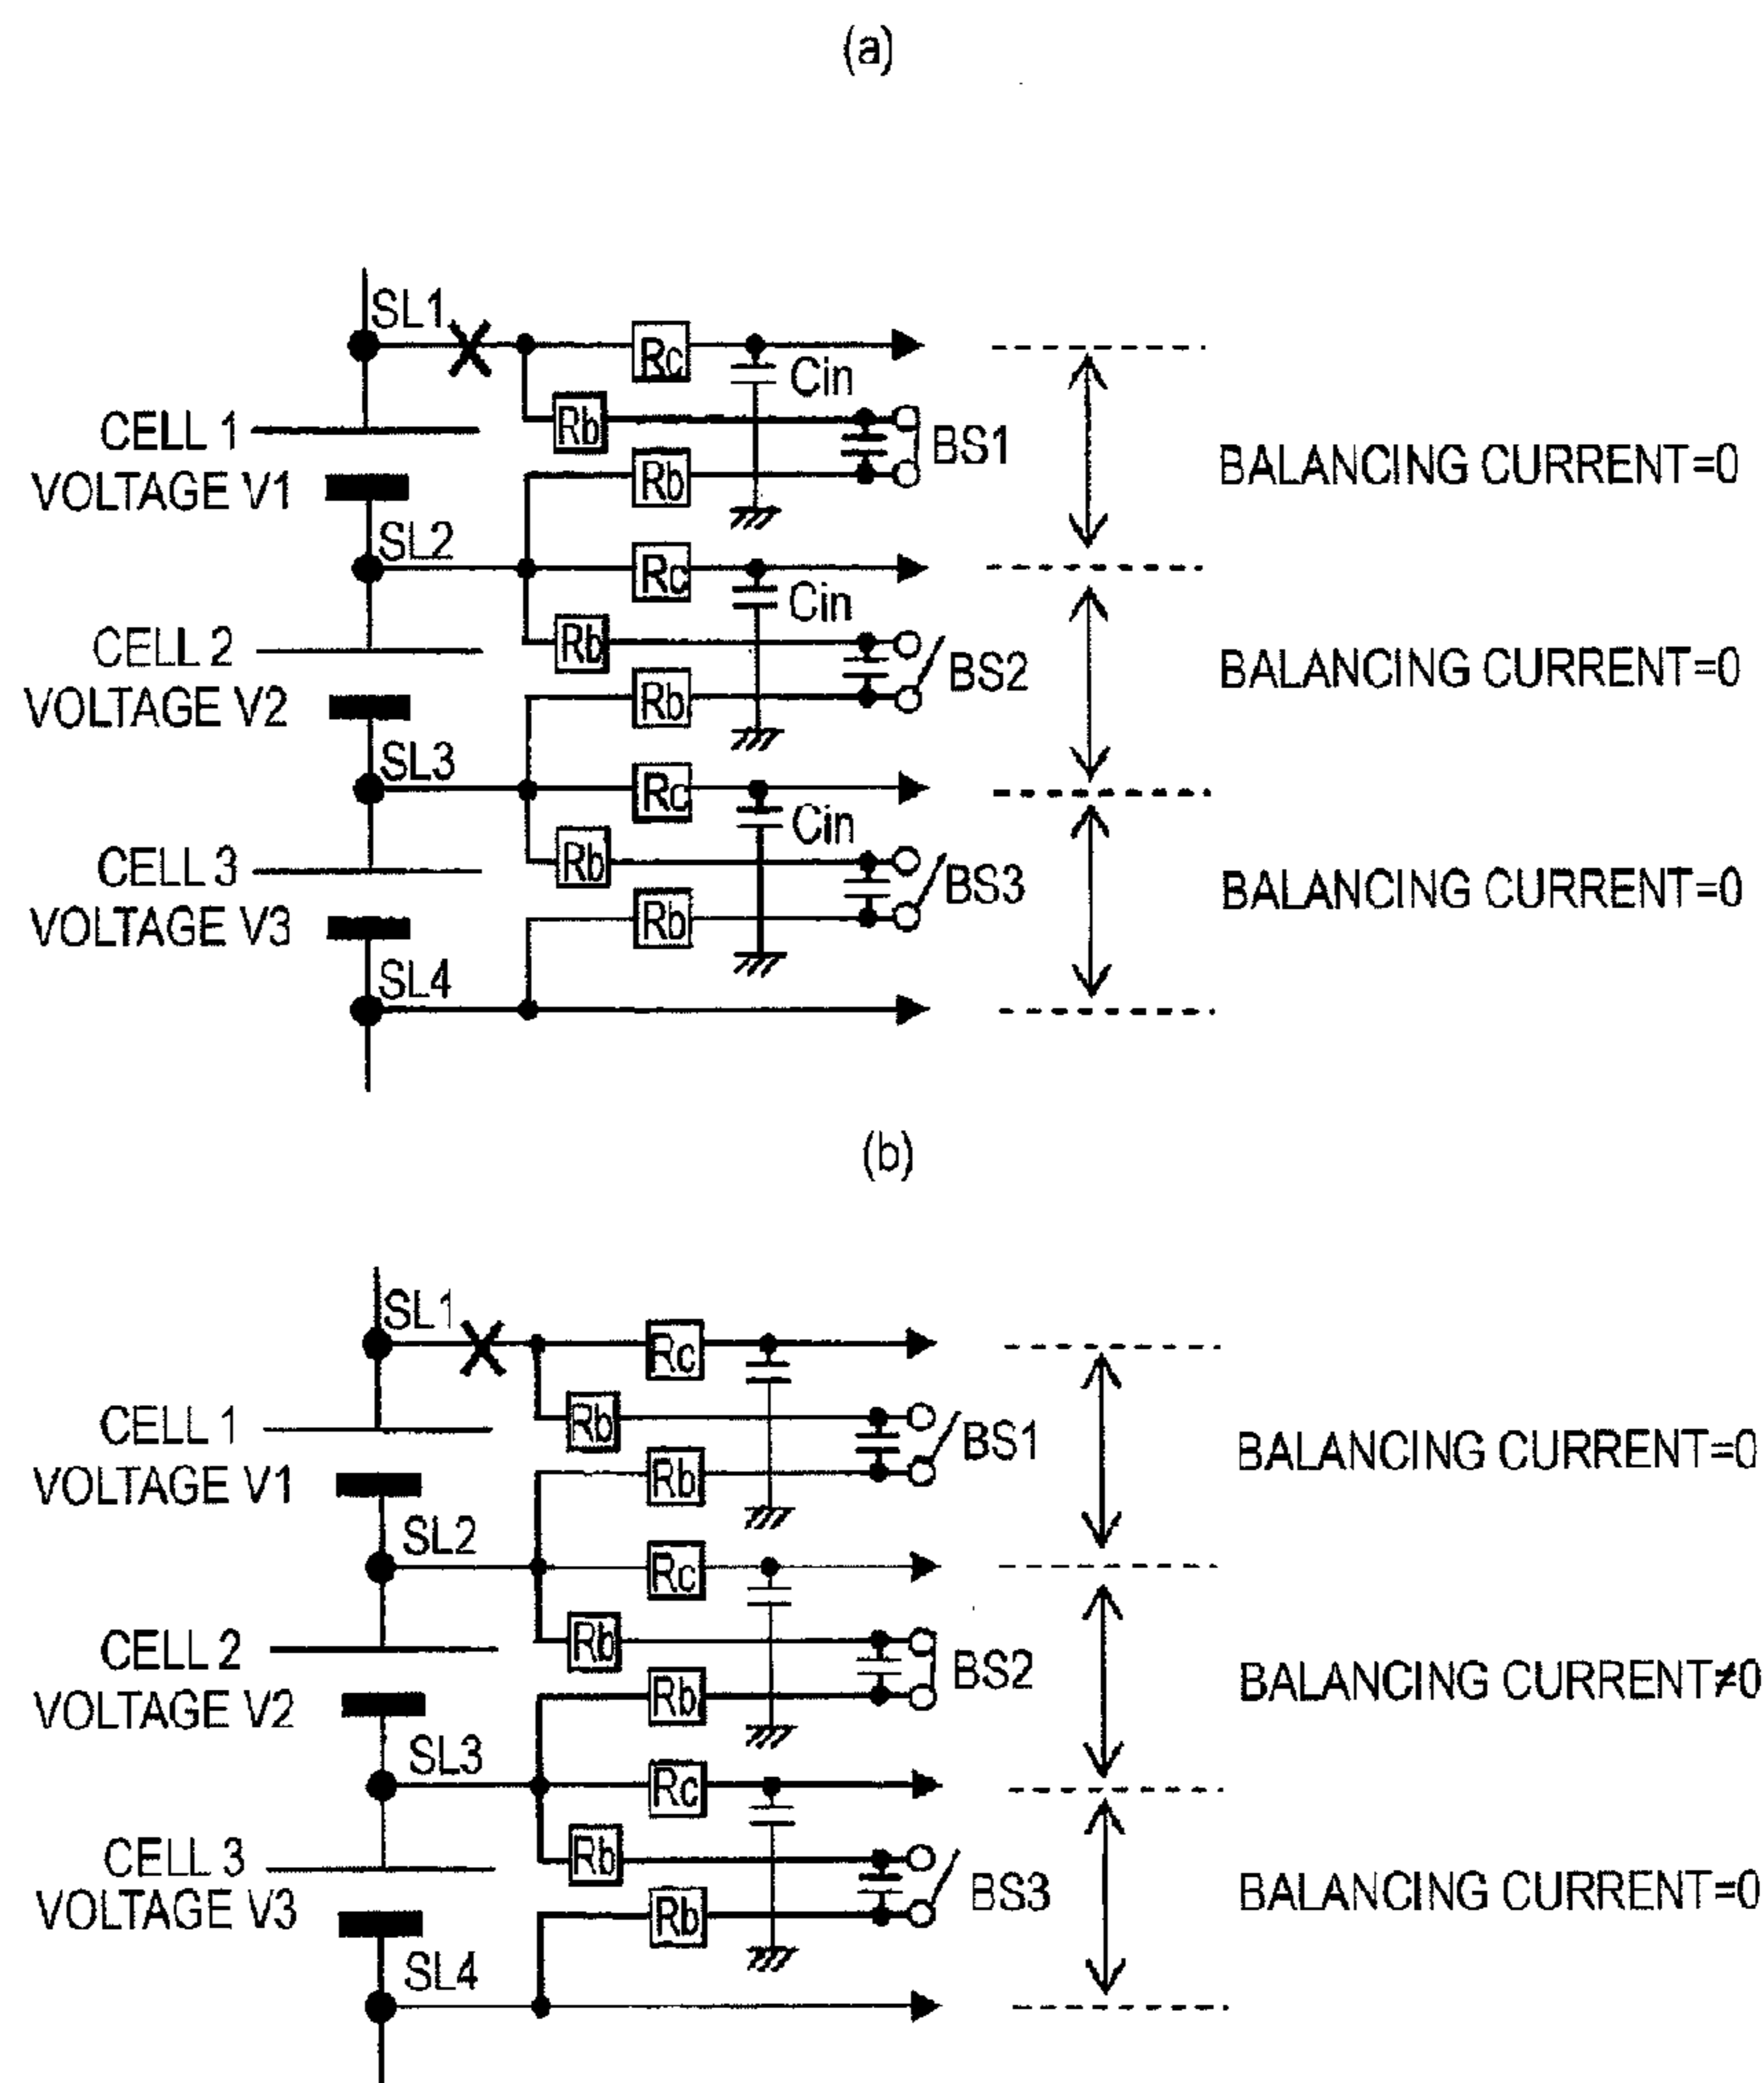 (a)
SL1
Rc
Cin
CELL 1
VOLTAGE V1
Rb
BS1
Rb
BALANCING CURRENT=0
SL2
Rc
Cin
CELL 2
VOLTAGE V2
Rb
BS2
Rb
BALANCING CURRENT=0
SL3
Rc
Cin
CELL 3
VOLTAGE V3
Rb
BS3
Rb
BALANCING CURRENT=0
SL4
(b)
SL1
Rc
CELL 1
VOLTAGE V1
Rb
BS1
Rb
BALANCING CURRENT=0
SL2
Rc
CELL 2
VOLTAGE V2
Rb
BS2
Rb
BALANCING CURRENT≠0
SL3
Rc
CELL 3
VOLTAGE V3
Rb
BS3
Rb
BALANCING CURRENT=0
SL4